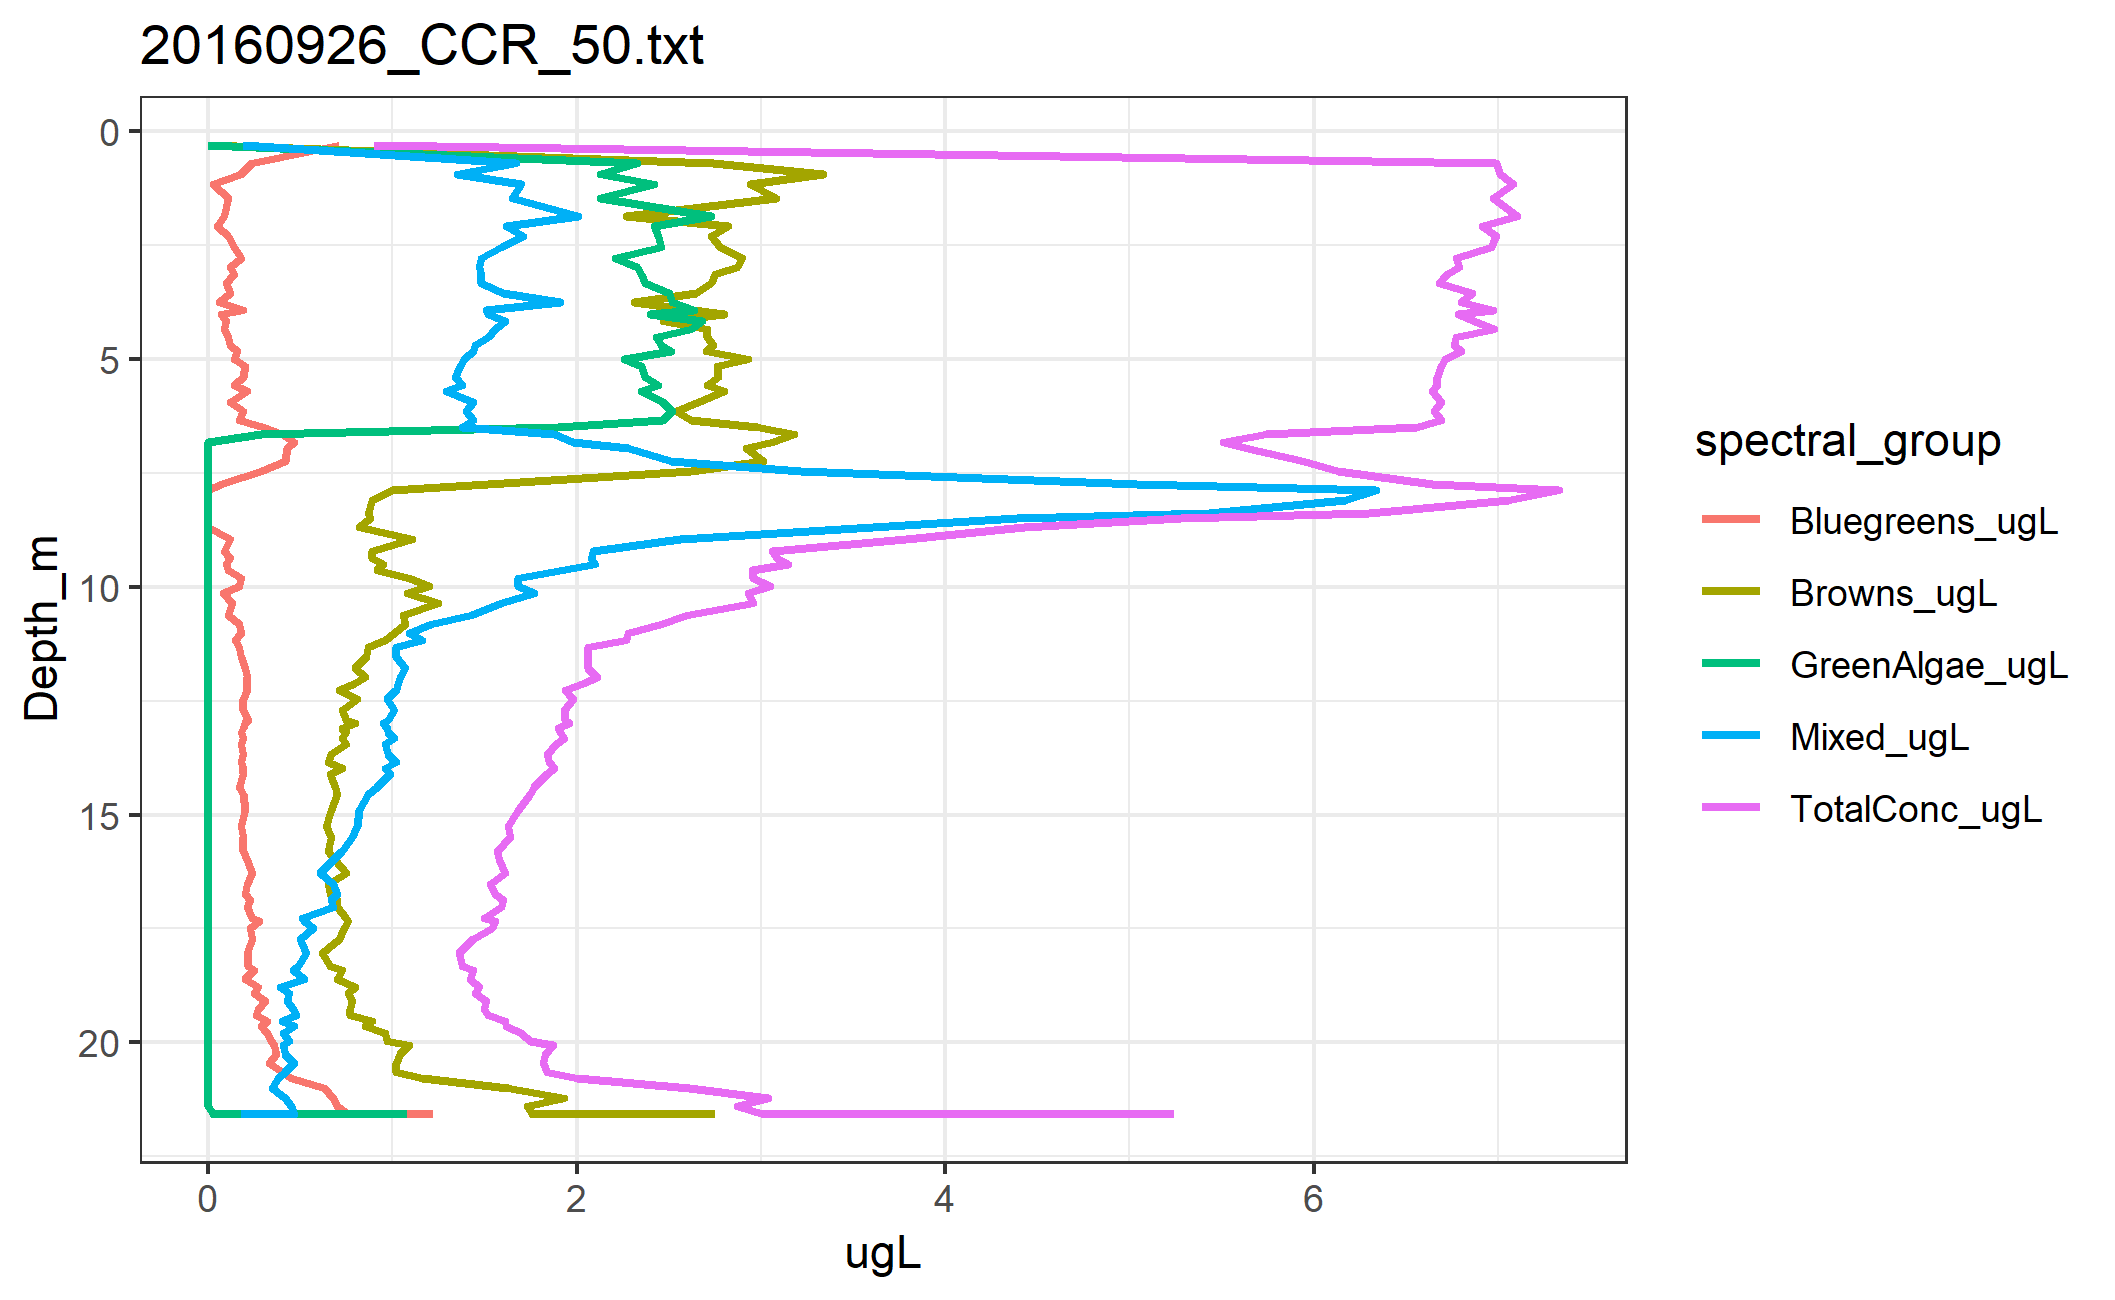 20160926_CCR_50.txt
0
5
10
15
20
Depth_m
0
2
4
6
ugL
spectral_group
Bluegreens_ugL
Browns_ugL
GreenAlgae_ugL
Mixed_ugL
TotalConc_ugL